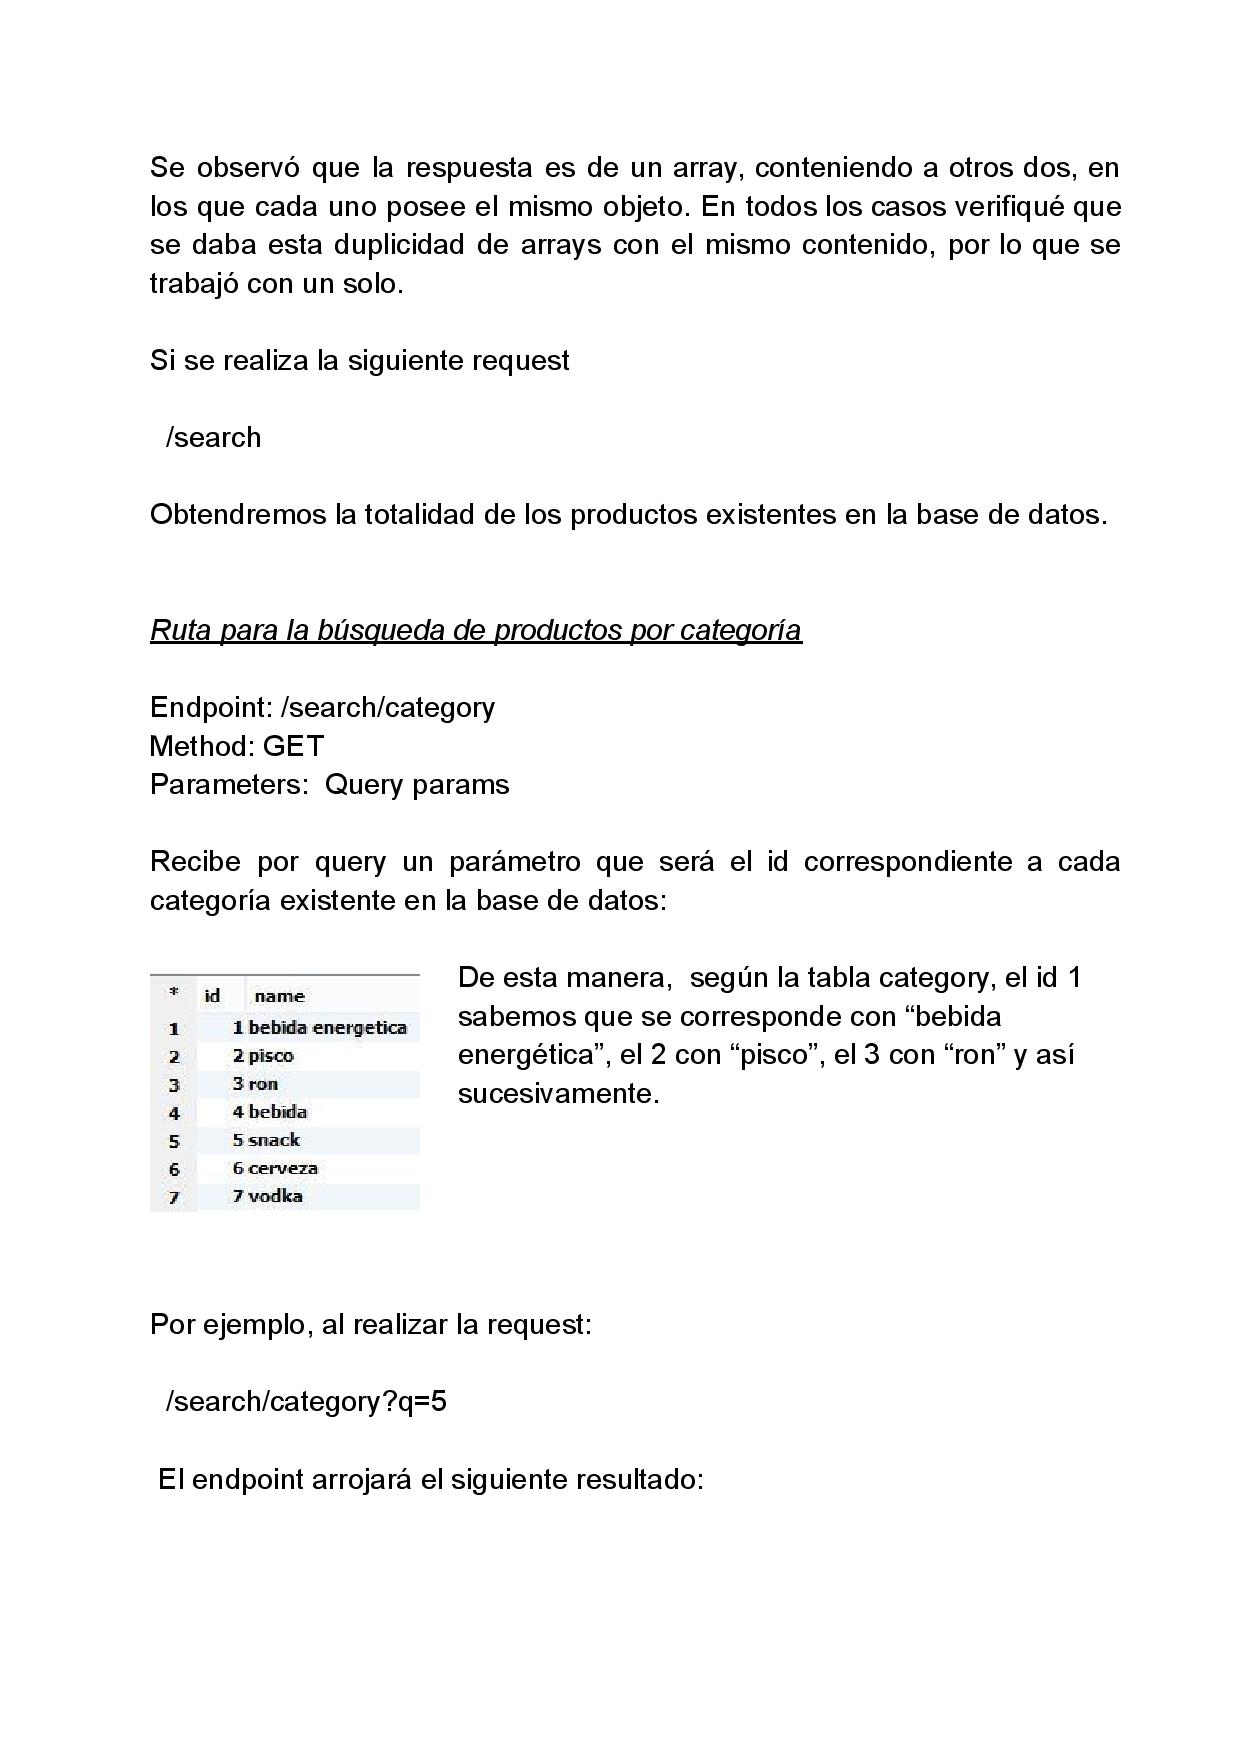 Se observó que la respuesta es de un array, conteniendo a otros dos, en
los que cada uno posee el mismo objeto. En todos los casos verifiqué que
se daba esta duplicidad de arrays con el mismo contenido, por lo que se
trabajó con un solo.
Si se realiza la siguiente request
/search
Obtendremos la totalidad de los productos existentes en la base de datos.
Ruta para la búsqueda de productos por categoría
Endpoint: /search/category
Method: GET
Parameters:  Query params
Recibe por query un parámetro que será el id correspondiente a cada
categoría existente en la base de datos:
* id name
1 1 bebida energetica
2 2 pisco
3 3 ron
4 4 bebida
5 5 snack
6 6 cerveza
7 7 vodka
De esta manera,  según la tabla category, el id 1
sabemos que se corresponde con “bebida
energética”, el 2 con “pisco”, el 3 con “ron” y así
sucesivamente.
Por ejemplo, al realizar la request:
/search/category?q=5
El endpoint arrojará el siguiente resultado: